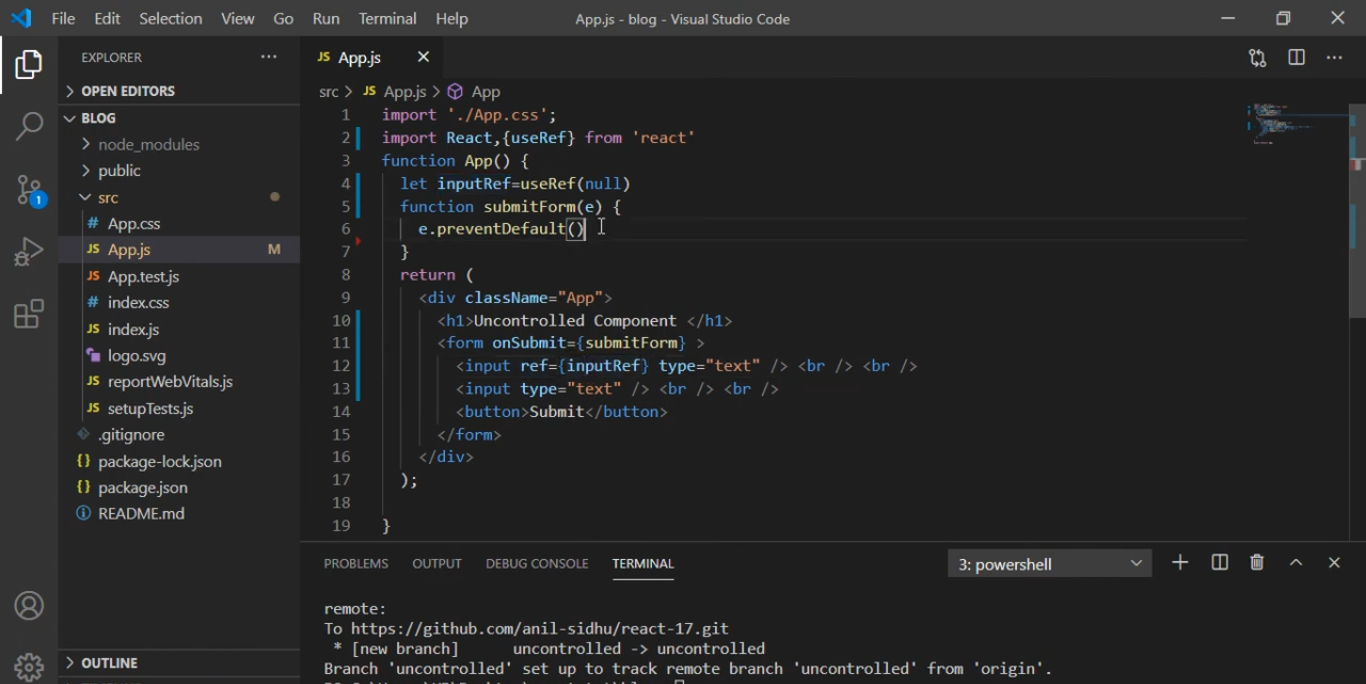 File Edit Selection View Go Run Terminal Help App.js - blog - Visual Studio Code
EXPLORER
OPEN EDITORS
BLOG
node_modules
public
src
# App.css
JS App.js M
JS App.test.js
# index.css
JS index.js
logo.svg
JS reportWebVitals.js
JS setupTests.js
.gitignore
{} package-lock.json
{} package.json
README.md
OUTLINE
1
JS App.js
src > JS App.js > App
1 import './App.css';
2 import React,{useRef} from 'react'
3 function App() {
4 let inputRef=useRef(null)
5 function submitForm(e) {
6 e.preventDefault()
7 }
8 return (
9 <div className="App">
10 <h1>Uncontrolled Component </h1>
11 <form onSubmit={submitForm} >
12 <input ref={inputRef} type="text" /> <br /> <br />
13 <input type="text" /> <br /> <br />
14 <button>Submit</button>
15 </form>
16 </div>
17 );
18
19 }
PROBLEMS OUTPUT DEBUG CONSOLE TERMINAL 3: powershell
remote:
To https://github.com/anil-sidhu/react-17.git
* [new branch] uncontrolled -> uncontrolled
Branch 'uncontrolled' set up to track remote branch 'uncontrolled' from 'origin'.